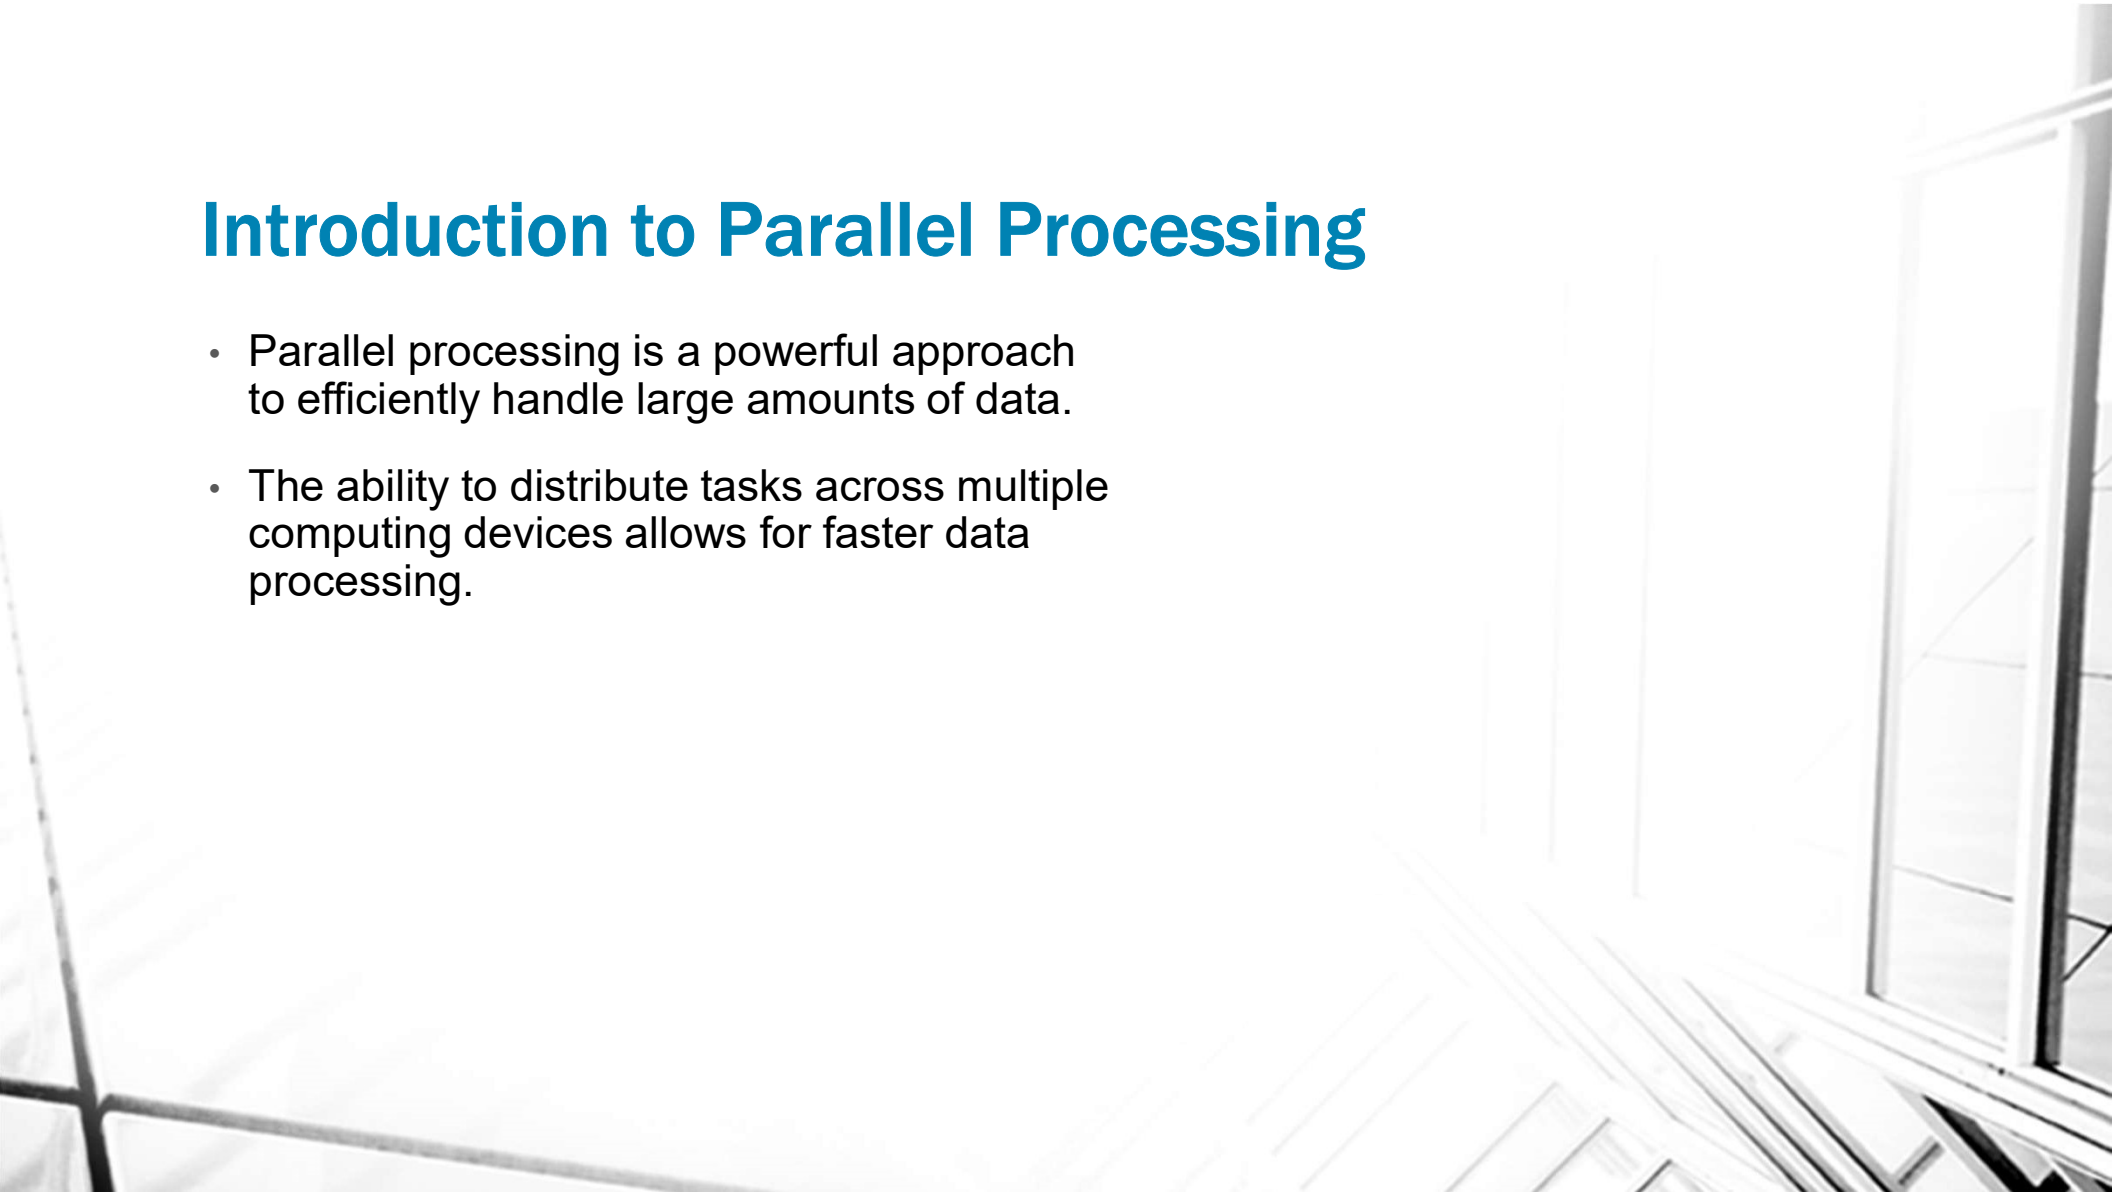 Introduction to Parallel Processing
• Parallel processing is a powerful approach
to efficiently handle large amounts of data.
• The ability to distribute tasks across multiple
computing devices allows for faster data
processing.